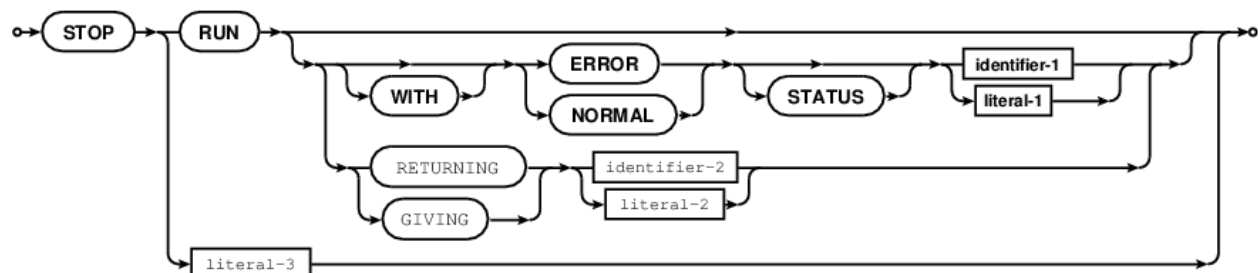 STOP RUN
ERROR identifier-1
WITH STATUS literal-1
NORMAL
RETURNING identifier-2
GIVING literal-2
literal-3